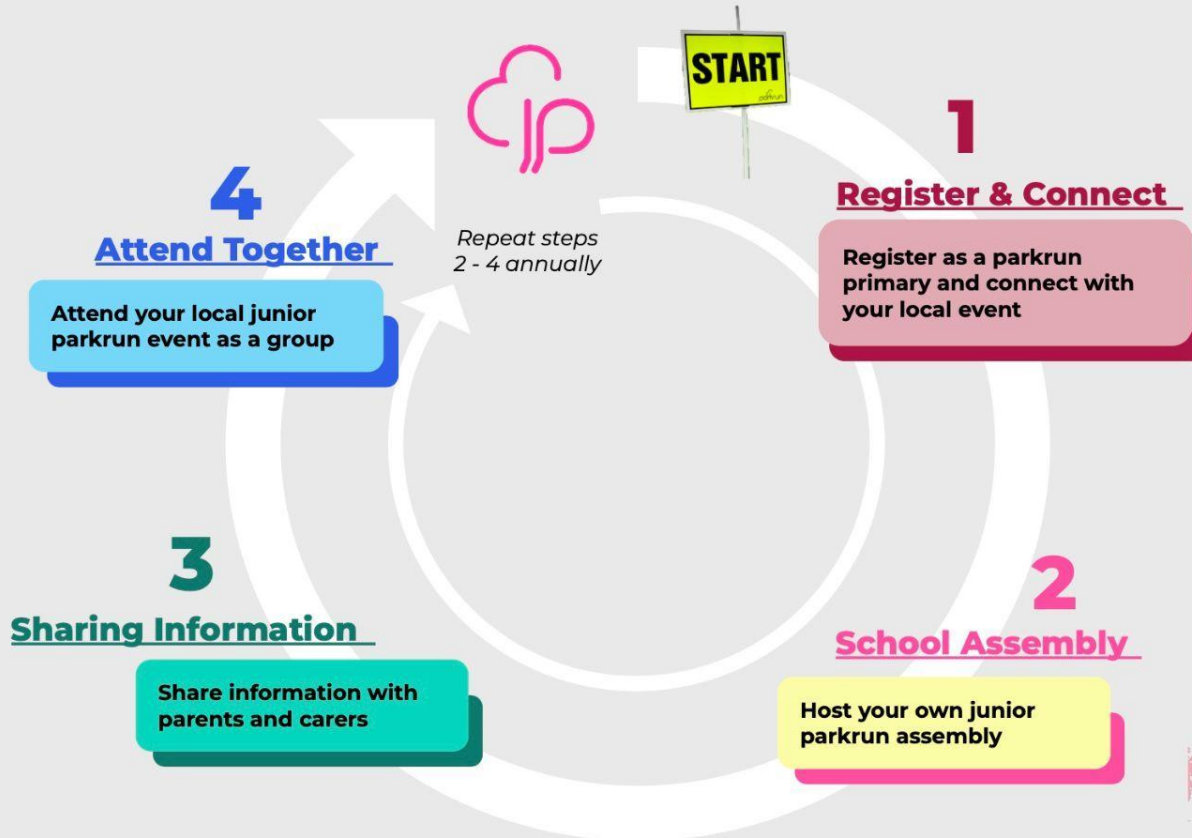 START
parkrun
1
Register & Connect
Register as a parkrun
primary and connect with
your local event
2
School Assembly
Host your own junior
parkrun assembly
3
Sharing Information
Share information with
parents and carers
4
Attend Together
Attend your local junior
parkrun event as a group
Repeat steps
2 - 4 annually